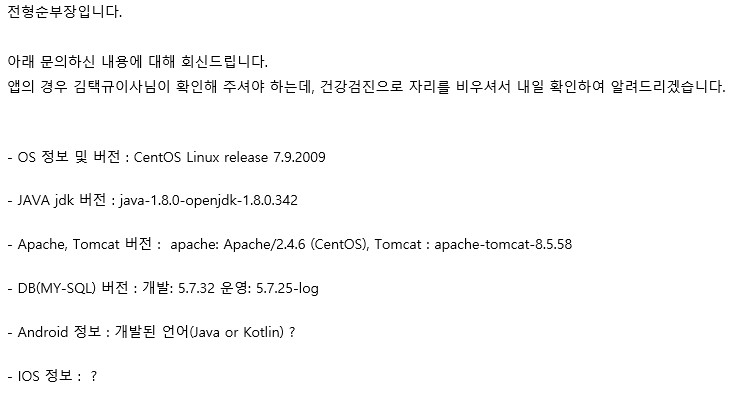 전형순부장입니다.
아래 문의하신 내용에 대해 회신드립니다.
앱의 경우 김택규이사님이 확인해 주셔야 하는데, 건강검진으로 자리를 비우셔서 내일 확인하여 알려드리겠습니다.
- OS 정보 및 버전 : CentOS Linux release 7.9.2009
- JAVA jdk 버전 : java-1.8.0-openjdk-1.8.0.342
- Apache, Tomcat 버전 :  apache: Apache/2.4.6 (CentOS), Tomcat : apache-tomcat-8.5.58
- DB(MY-SQL) 버전 : 개발: 5.7.32 운영: 5.7.25-log
- Android 정보 : 개발된 언어(Java or Kotlin) ?
- IOS 정보 :  ?